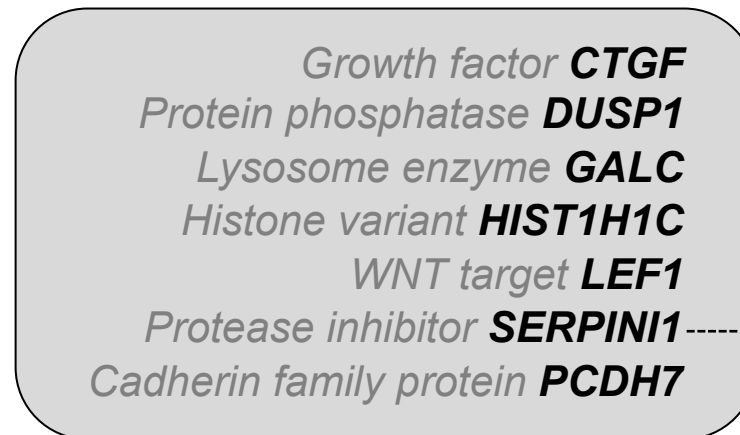 Growth factor CTGF
Protein phosphatase DUSP1
Lysosome enzyme GALC
Histone variant HIST1H1C
WNT target LEF1
Protease inhibitor SERPINI1
Cadherin family protein PCDH7